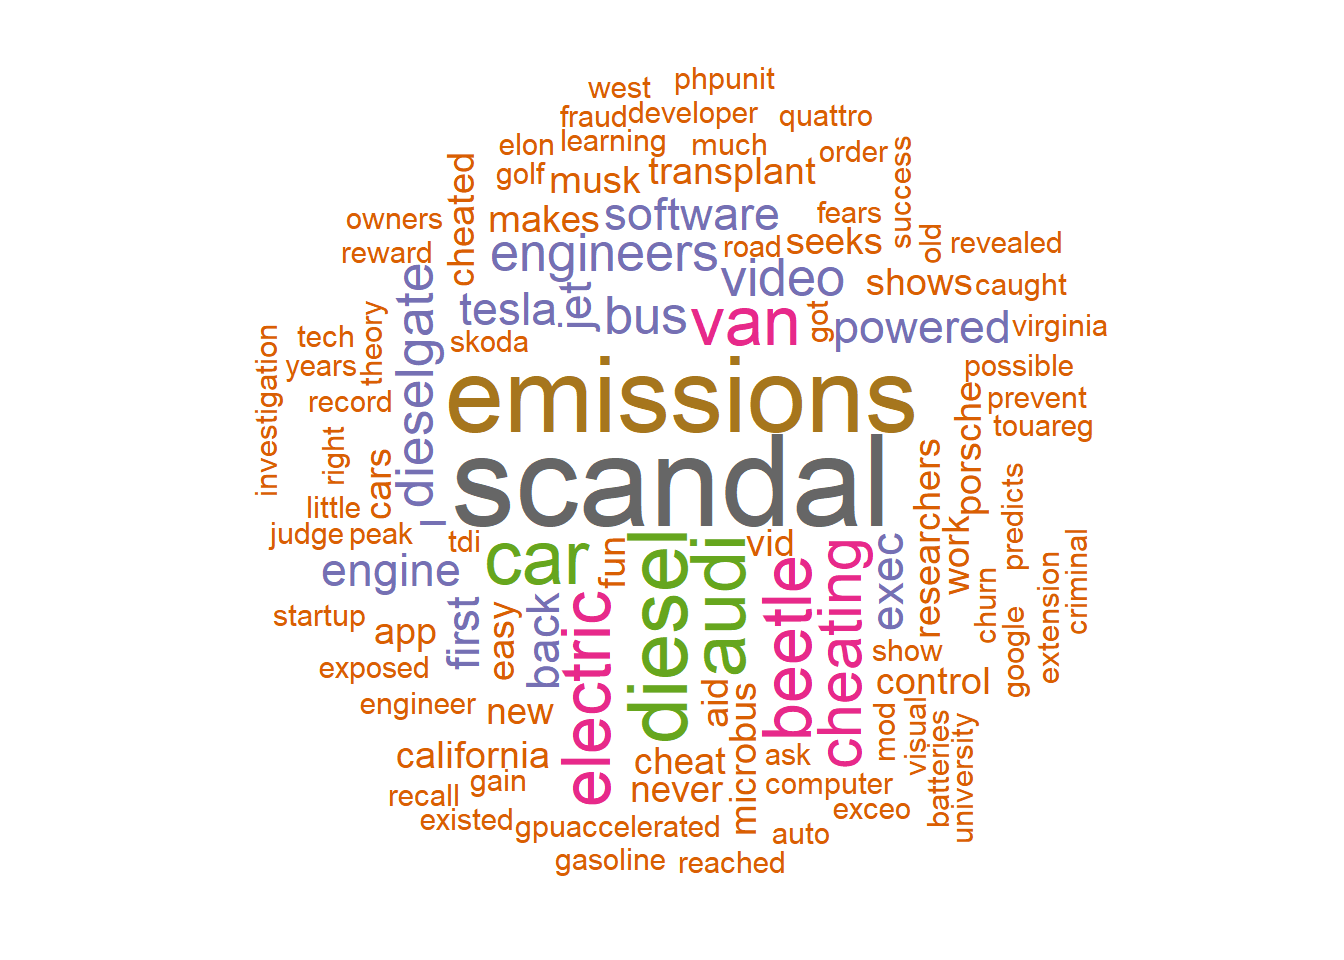 west
phpunit
fraud
developer
quattro
elon
learning
much
order
golf
musk
transplant
cheated
success
owners
makes
software
fears
old
revealed
reward
engineers
road
seeks
video
shows
caught
dieselgate
tesla
jet
bus
van
got
powered
virginia
tech
theory
skoda
years
investigation
emissions
possible
record
prevent
porsche
touareg
right
cars
scandal
researchers
little
predicts
judge
peak
l
tdi
car
fun
diesel
audi
vid
beetle
cheating
exec
work
engine
churn
google
extension
criminal
startup
app
first
easy
back
electric
show
exposed
control
engineer
new
aid
microbus
mod
visual
batteries
university
california
cheat
ask
gain
never
computer
recall
exceo
existed
gpuaccelerated
auto
gasoline
reached